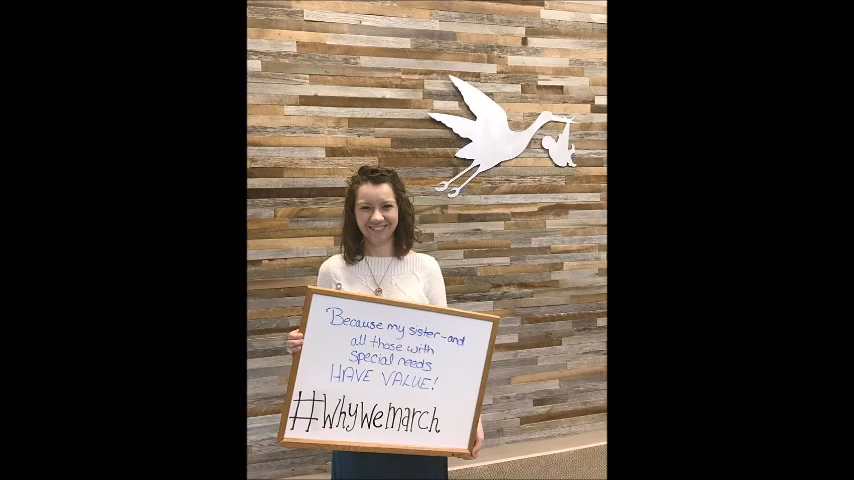 Because my sister-and
all those with
special needs
HAVE VALUE!
#WhyWemarch